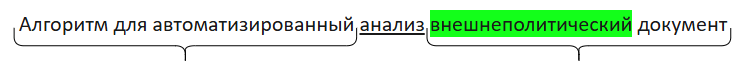 Алгоритм для автоматизированный анализ внешнеполитический документ